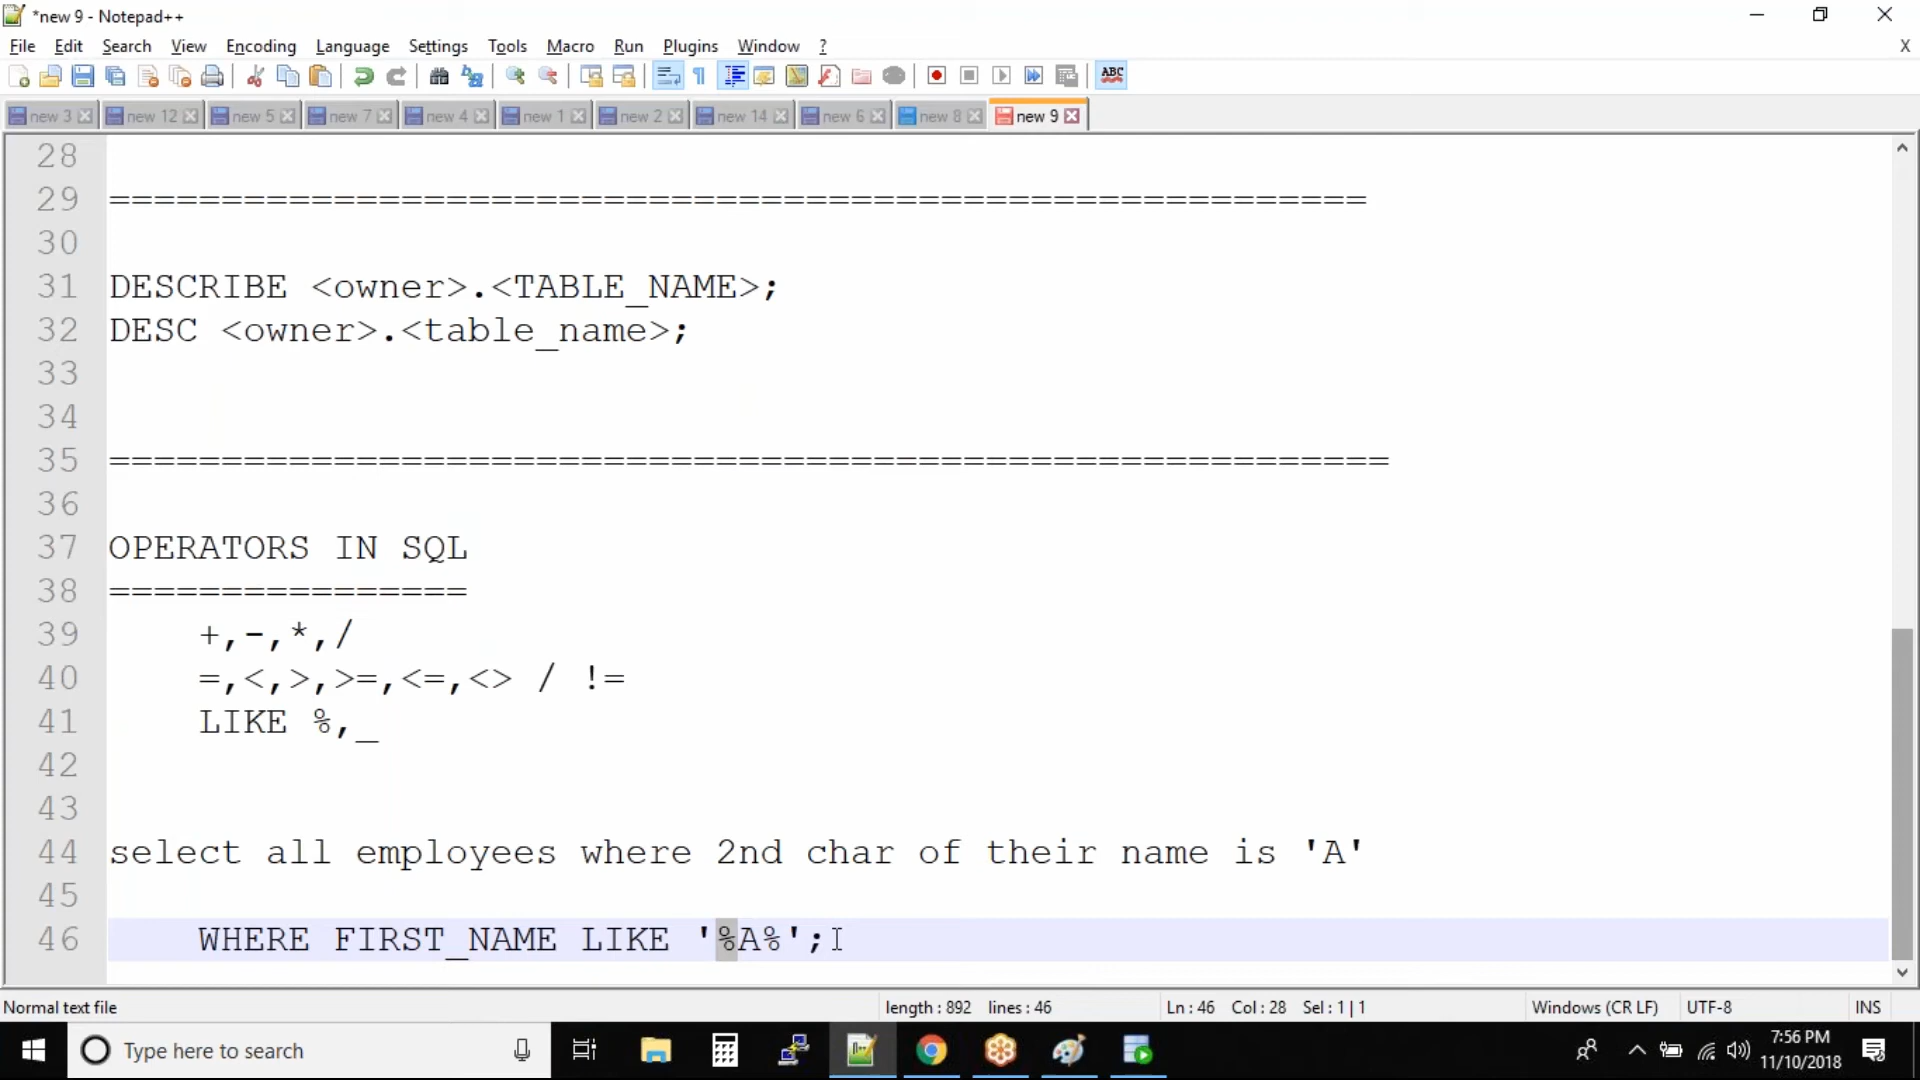 *new 9 - Notepad++
File Edit Search View Encoding Language Settings Tools Macro Run Plugins Window ? X
ABC
new 3 new 12 new 5 new 7 new 4 new 1 new 2 new 14 new 6 new 8 new 9
28
29 ========================================================
30
31 DESCRIBE <owner>.<TABLE_NAME>;
32 DESC <owner>.<table_name>;
33
34
35 =========================================================
36
37 OPERATORS IN SQL
38 ================
39 +,-,*,/
40 =,<,>,>=,<=,<> / !=
41 LIKE %,_
42
43
44 select all employees where 2nd char of their name is 'A'
45
46 WHERE FIRST_NAME LIKE '%A%';
Normal text file length : 892 lines : 46 Ln : 46 Col : 28 Sel : 1 | 1 Windows (CR LF) UTF-8 INS
Type here to search
7:56 PM
11/10/2018